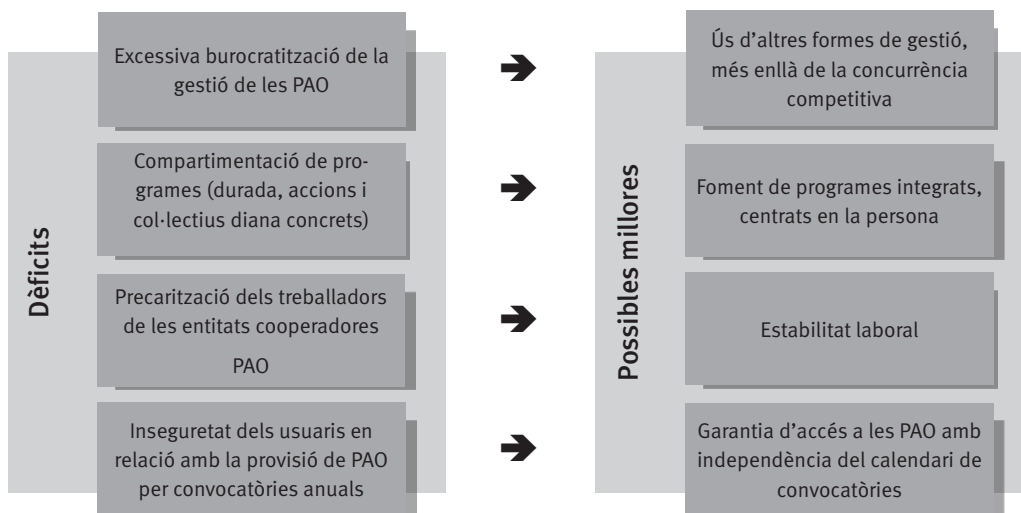 Dèficits
Excessiva burocratització de la
gestió de les PAO
Compartimentació de pro-
grames (durada, accions i
col·lectius diana concrets)
Precarització dels treballadors
de les entitats cooperadores
PAO
Inseguretat dels usuaris en
relació amb la provisió de PAO
per convocatòries anuals
Possibles millores
Ús d’altres formes de gestió,
més enllà de la concurrència
competitiva
Foment de programes integrats,
centrats en la persona
Estabilitat laboral
Garantia d’accés a les PAO amb
independència del calendari de
convocatòries